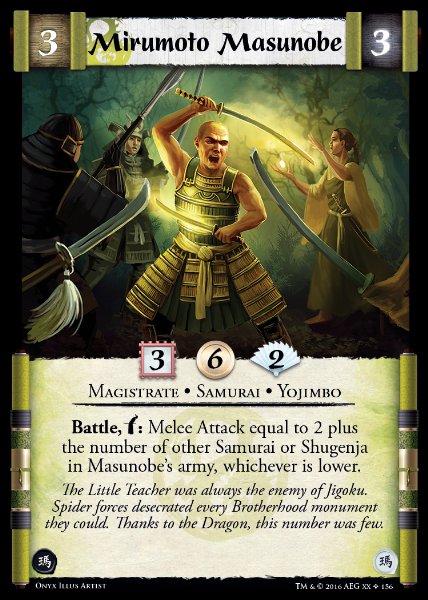 3 Mirumoto Masunobe 3
3 6 2
Magistrate • Samurai • Yojimbo
Battle, : Melee Attack equal to 2 plus
the number of other Samurai or Shugenja
in Masunobe's army, whichever is lower.
The Little Teacher was always the enemy of Jigoku.
Spider forces desecrated every Brotherhood monument
they could. Thanks to the Dragon, this number was few.
瑪 瑪
Onyx Illus Artist TM & © 2016 AEG XX ❖ 156